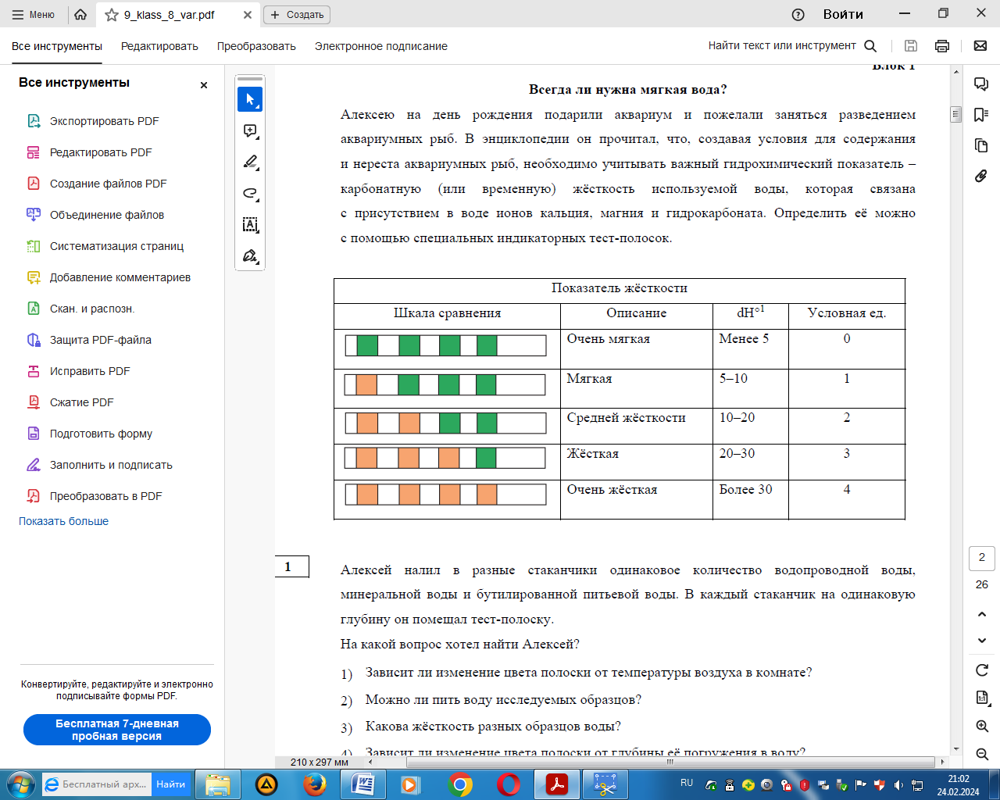 Меню
9_klass_8_var.pdf
Создать
Войти
Все инструменты
Редактировать
Преобразовать
Электронное подписание
Найти текст или инструмент
Все инструменты
Экспортировать PDF
Редактировать PDF
Создание файлов PDF
Объединение файлов
Систематизация страниц
Добавление комментариев
Скан. и распозн.
Защита PDF-файла
Исправить PDF
Сжатие PDF
Подготовить форму
Заполнить и подписать
Преобразовать в PDF
Показать больше
Конвертируйте, редактируйте и электронно
подписывайте формы PDF.
Бесплатная 7-дневная
пробная версия
Блок 1
Всегда ли нужна мягкая вода?
Алексею на день рождения подарили аквариум и пожелали заняться разведением
аквариумных рыб. В энциклопедии он прочитал, что, создавая условия для содержания
и нереста аквариумных рыб, необходимо учитывать важный гидрохимический показатель –
карбонатную (или временную) жёсткость используемой воды, которая связана
с присутствием в воде ионов кальция, магния и гидрокарбоната. Определить её можно
с помощью специальных индикаторных тест-полосок.
Показатель жёсткости
Шкала сравнения Описание dH°¹ Условная ед.
Очень мягкая Менее 5 0
Мягкая 5–10 1
Средней жёсткости 10–20 2
Жёсткая 20–30 3
Очень жёсткая Более 30 4
1
Алексей налил в разные стаканчики одинаковое количество водопроводной воды,
минеральной воды и бутилированной питьевой воды. В каждый стаканчик на одинаковую
глубину он помещал тест-полоску.
На какой вопрос хотел найти Алексей?
1) Зависит ли изменение цвета полоски от температуры воздуха в комнате?
2) Можно ли пить воду исследуемых образцов?
3) Какова жёсткость разных образцов воды?
4) Зависит ли изменение цвета полоски от глубины её погружения в воду?
210 x 297 мм
2
26
1:1
Бесплатный арх...
Найти
RU
21:02
24.02.2024